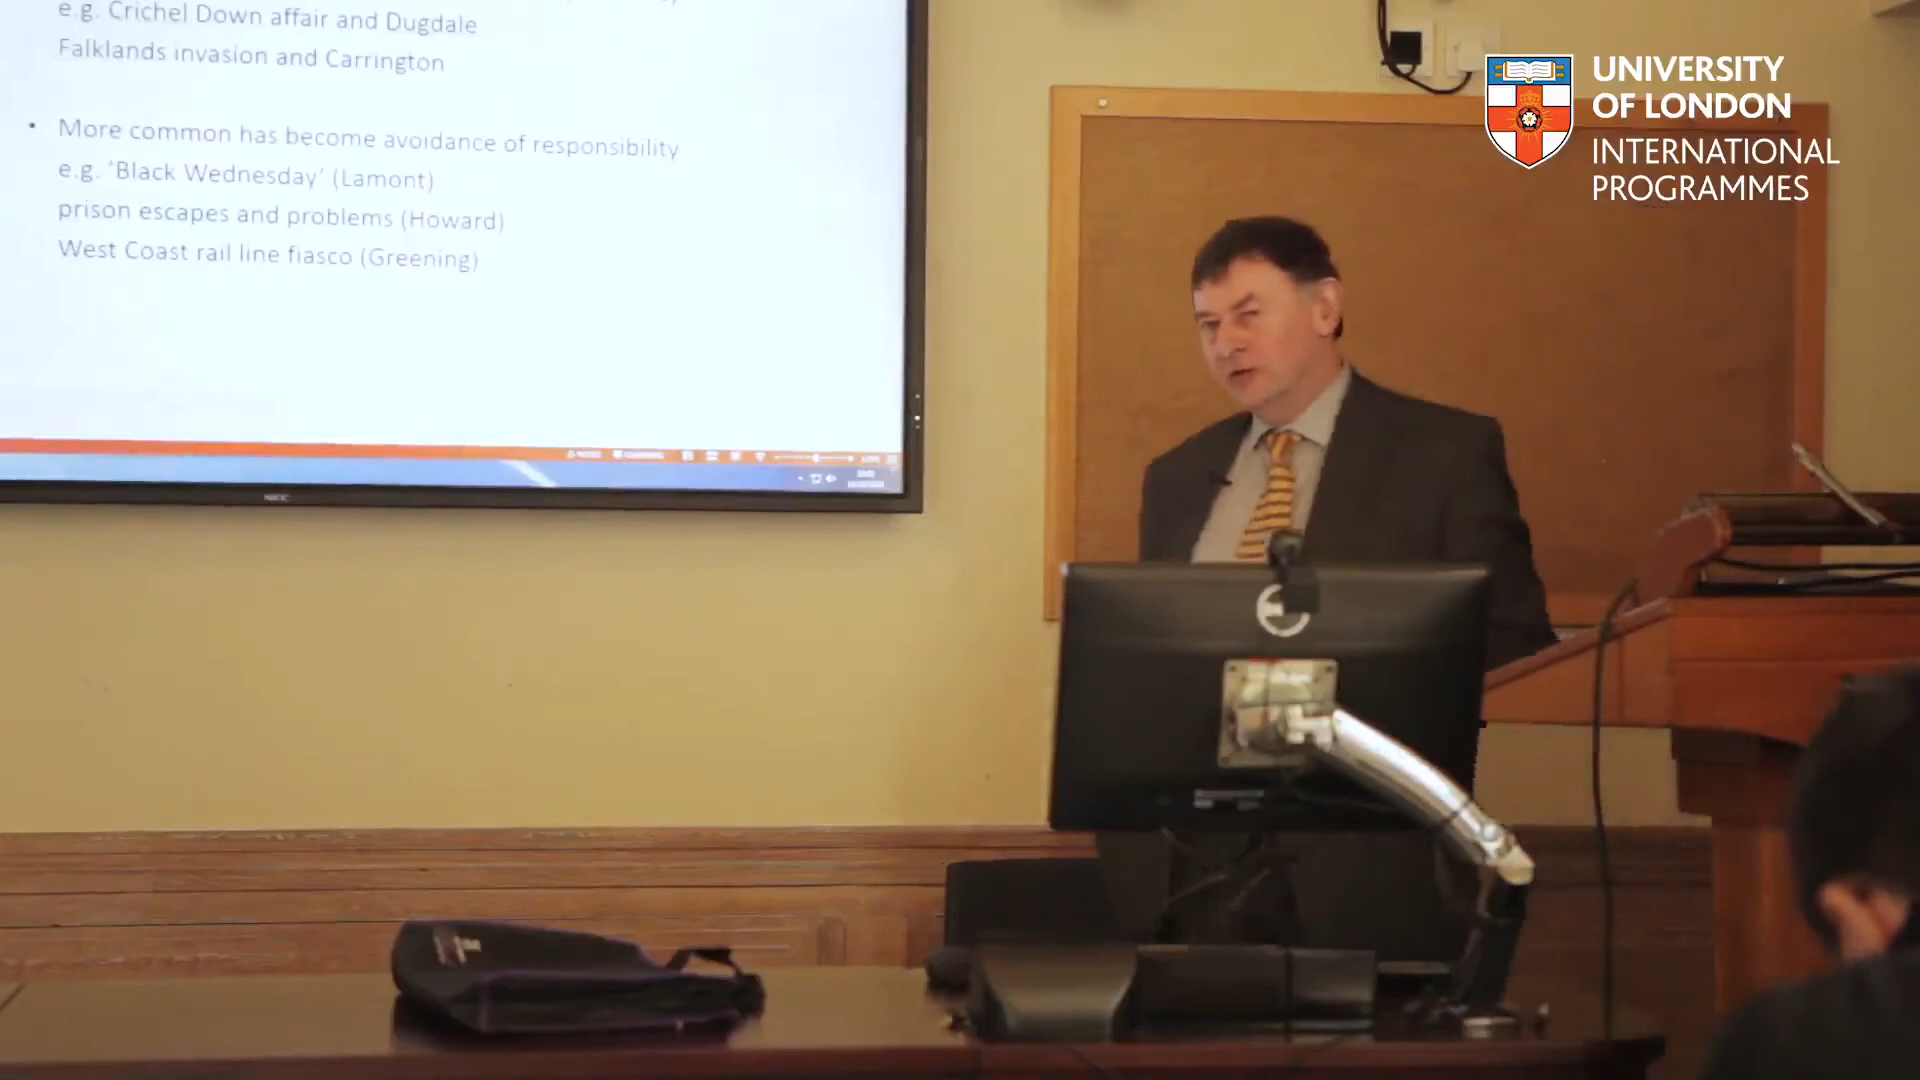 e.g. Crichel Down affair and Dugdale
Falklands invasion and Carrington
• More common has become avoidance of responsibility
e.g. ‘Black Wednesday’ (Lamont)
prison escapes and problems (Howard)
West Coast rail line fiasco (Greening)
NEC
UNIVERSITY
OF LONDON
INTERNATIONAL
PROGRAMMES